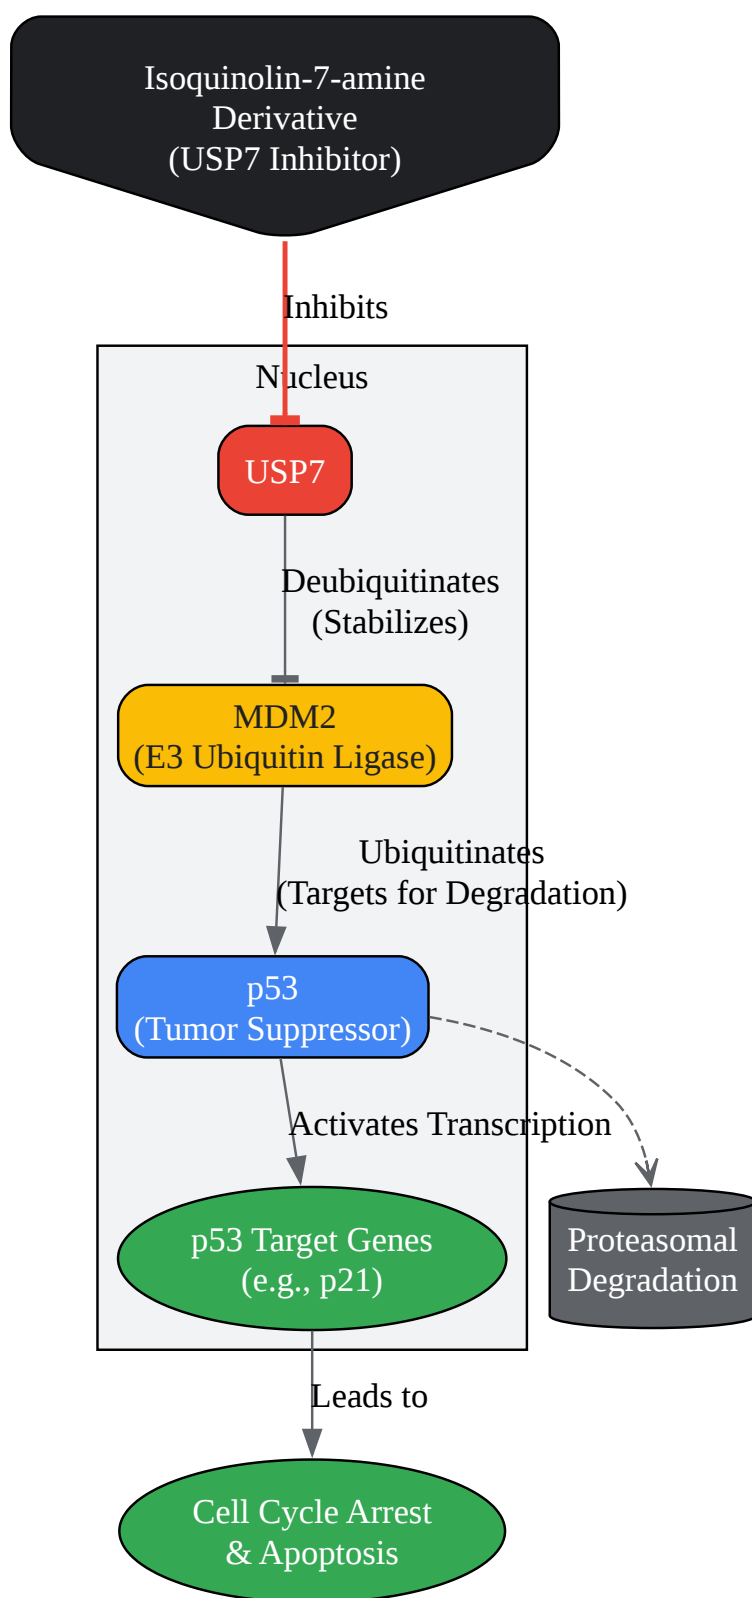 Isoquinolin-7-amine
Derivative
(USP7 Inhibitor)
Inhibits
Nucleus
USP7
Deubiquitinates
(Stabilizes)
MDM2
(E3 Ubiquitin Ligase)
Ubiquitinates
(Targets for Degradation)
p53
(Tumor Suppressor)
Activates Transcription
p53 Target Genes
(e.g., p21)
Proteasomal
Degradation
Leads to
Cell Cycle Arrest
& Apoptosis